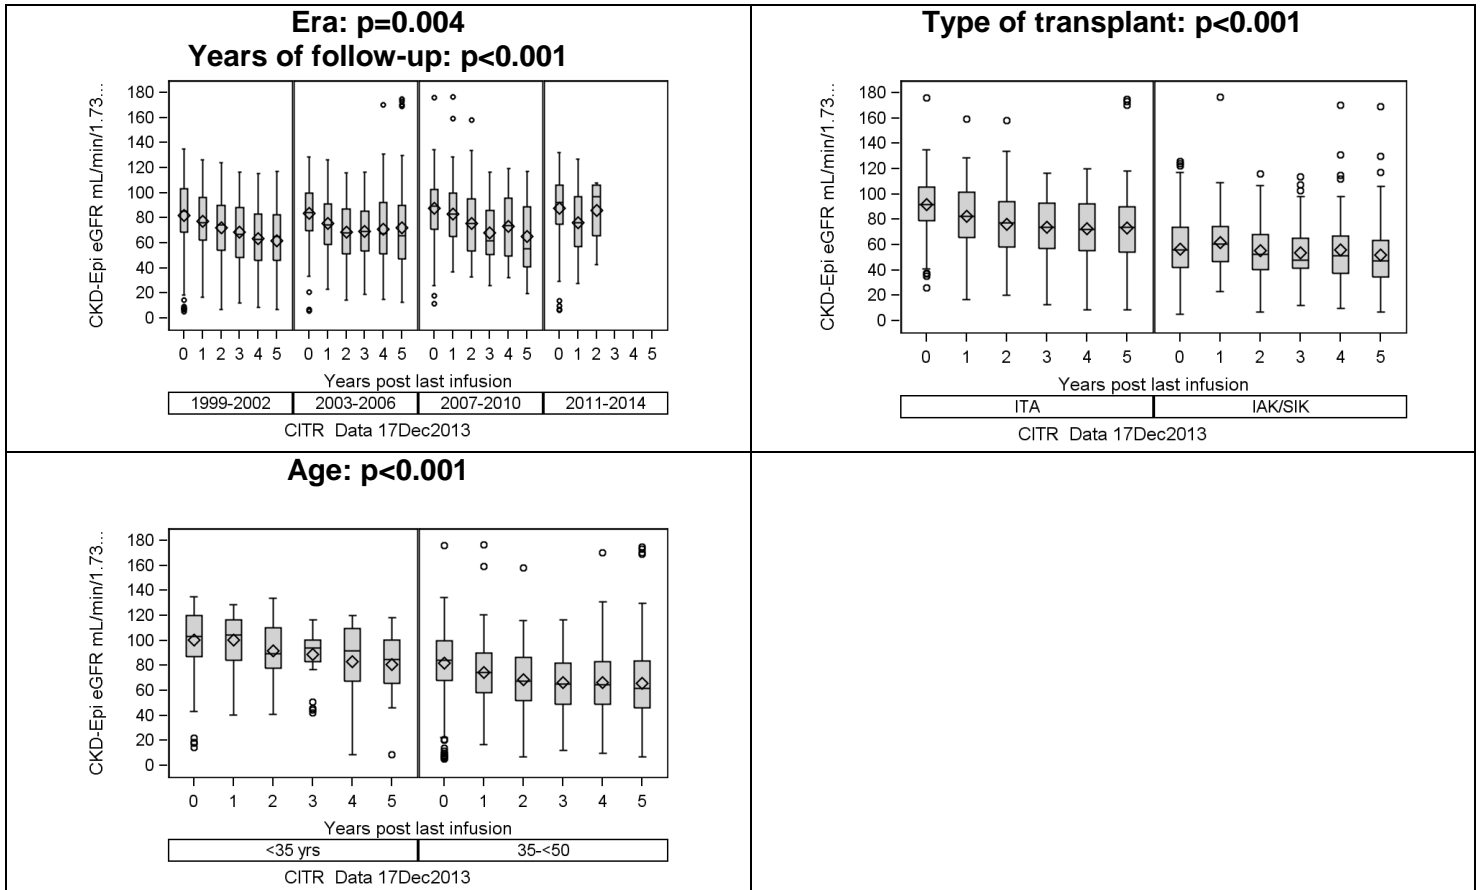 Era: p=0.004
Years of follow-up: p<0.001
CKD-Epi eGFR mL/min/1.73...
180
160
140
120
100
80
60
40
20
0
0 1 2 3 4 5 0 1 2 3 4 5 0 1 2 3 4 5 0 1 2 3 4 5
Years post last infusion
1999-2002 2003-2006 2007-2010 2011-2014
CITR Data 17Dec2013
Type of transplant: p<0.001
CKD-Epi eGFR mL/min/1.73...
180
160
140
120
100
80
60
40
20
0
0 1 2 3 4 5 0 1 2 3 4 5
Years post last infusion
ITA IAK/SIK
CITR Data 17Dec2013
Age: p<0.001
CKD-Epi eGFR mL/min/1.73...
180
160
140
120
100
80
60
40
20
0
0 1 2 3 4 5 0 1 2 3 4 5
Years post last infusion
<35 yrs 35-<50
CITR Data 17Dec2013